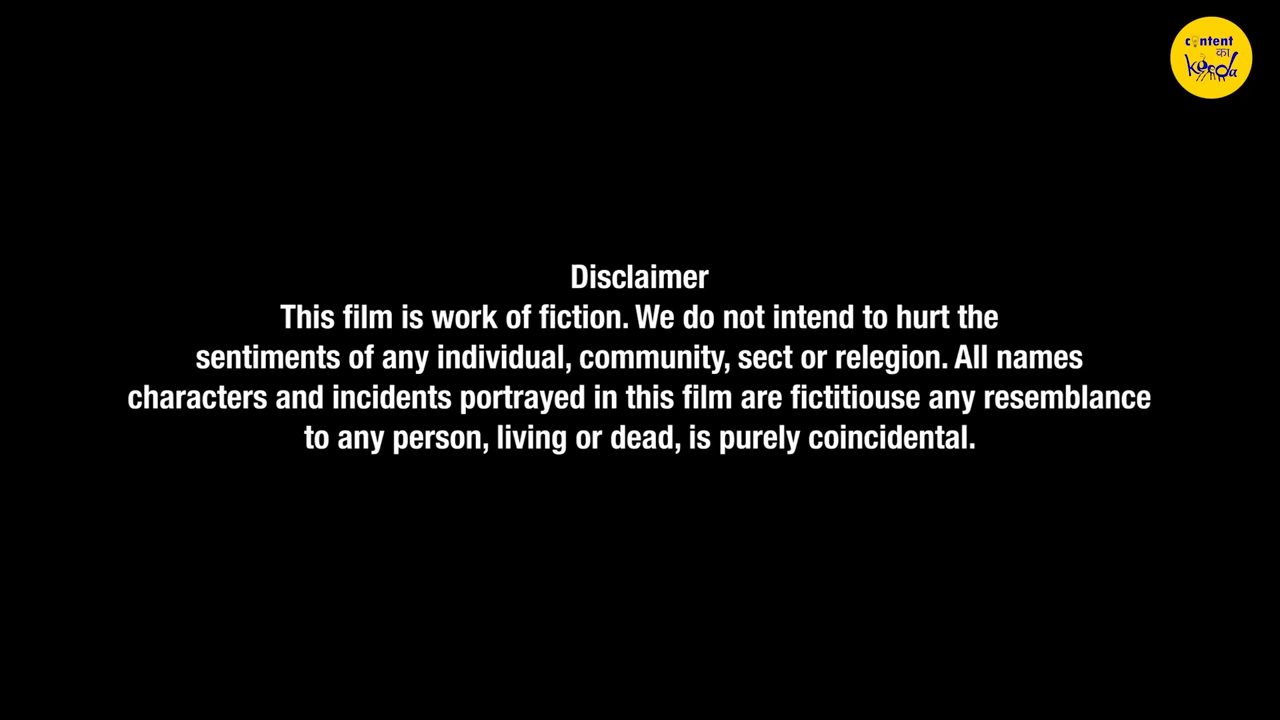 content
का
keeda
Disclaimer
This film is work of fiction. We do not intend to hurt the
sentiments of any individual, community, sect or relegion. All names
characters and incidents portrayed in this film are fictitiouse any resemblance
to any person, living or dead, is purely coincidental.